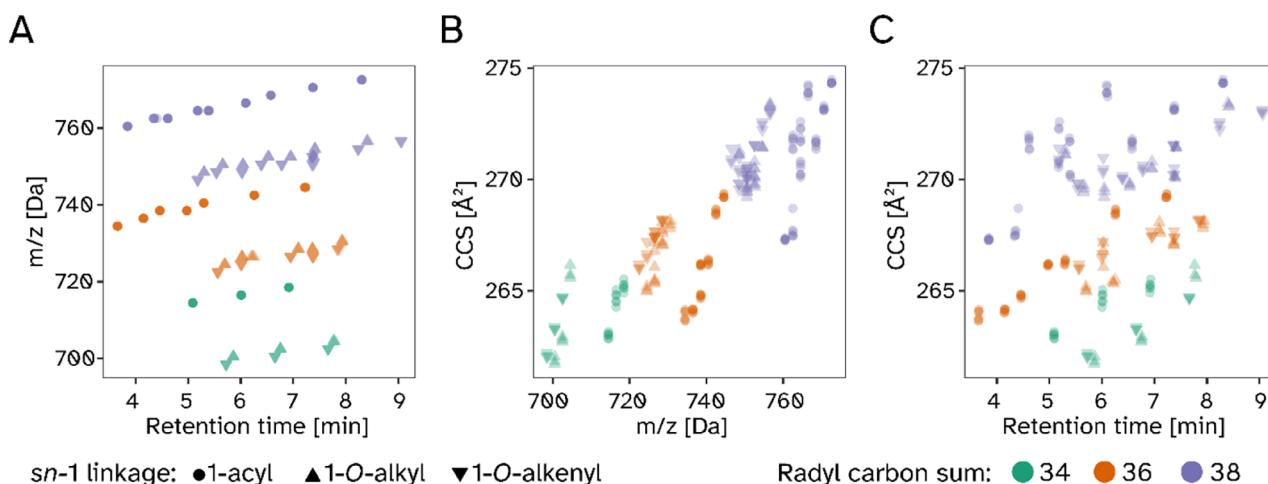 A
m/z [Da]
760
740
720
700
4 5 6 7 8 9
Retention time [min]
B
CCS [Å²]
275
270
265
700 720 740 760
m/z [Da]
C
CCS [Å²]
275
270
265
4 5 6 7 8 9
Retention time [min]
sn-1 linkage: 1-acyl 1-O-alkyl 1-O-alkenyl
Radyl carbon sum: 34 36 38